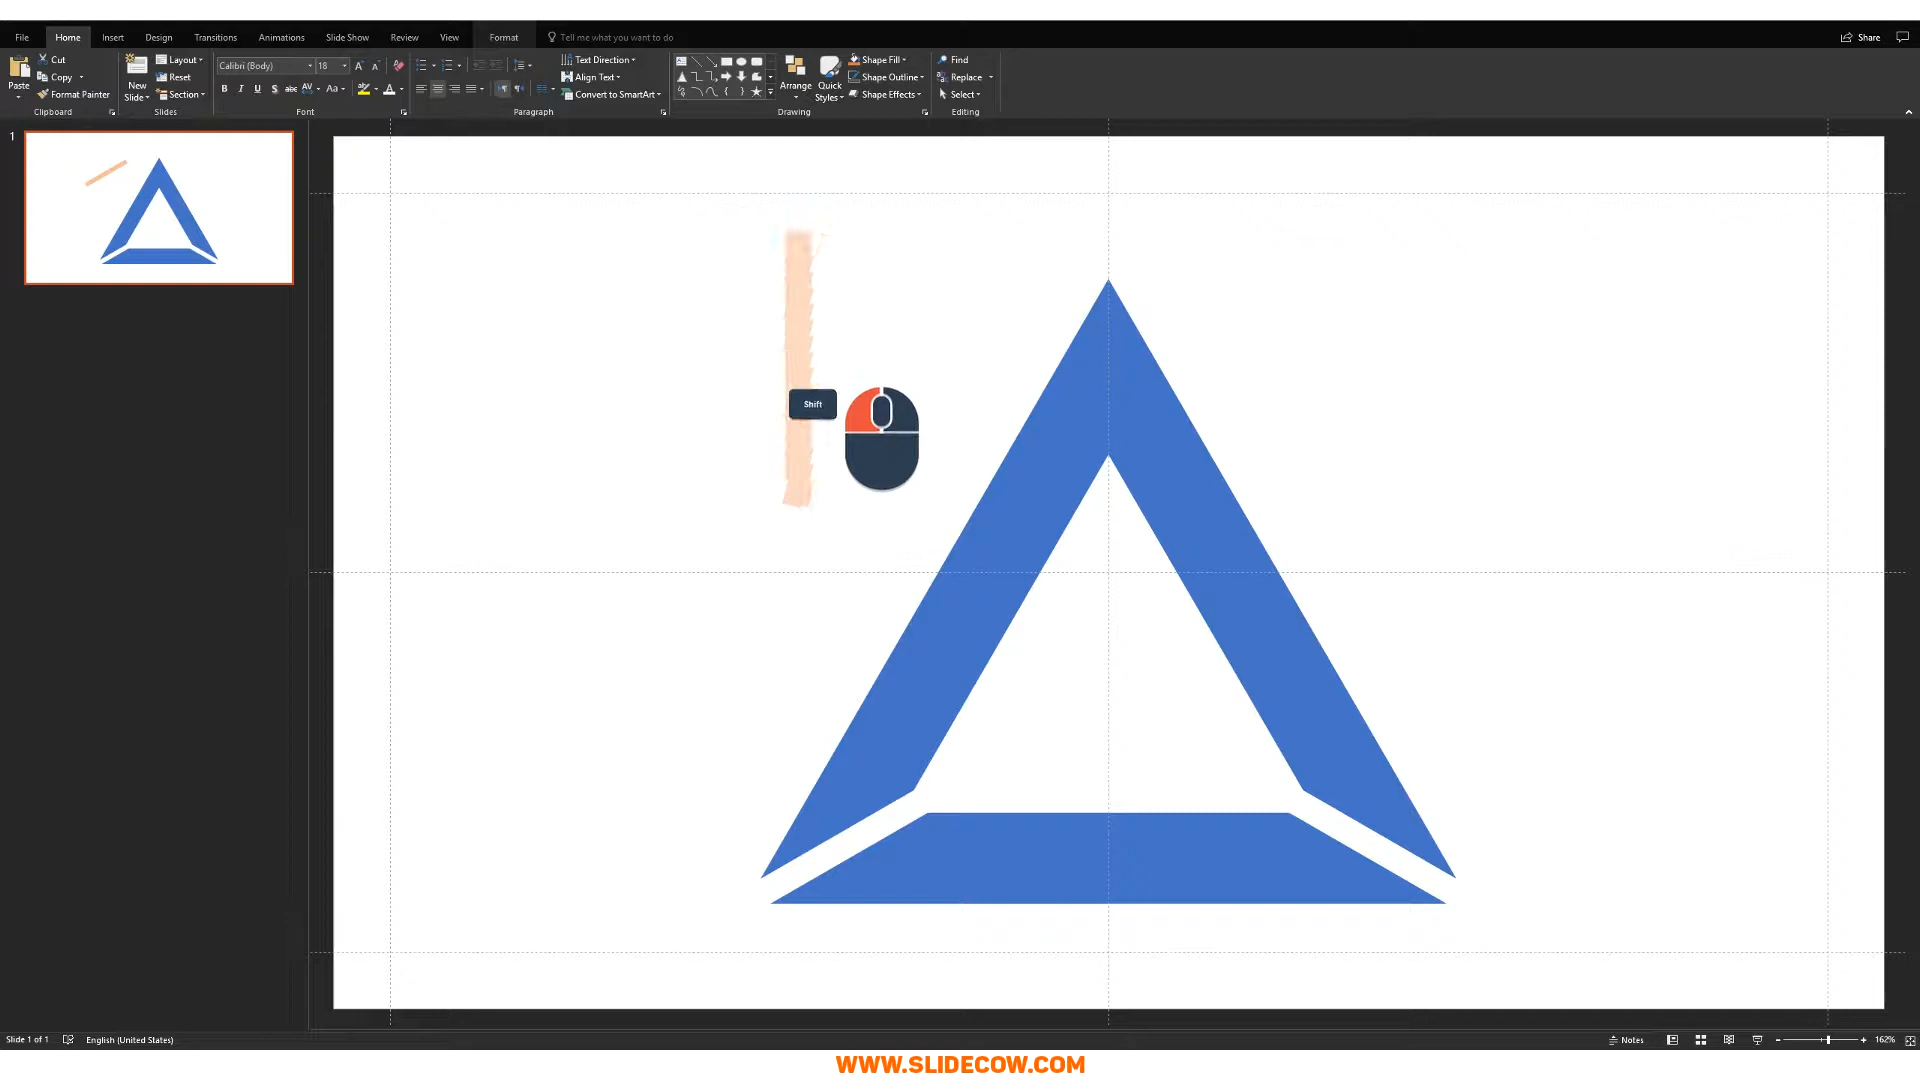 File Home Insert Design Transitions Animations Slide Show Review View Format Tell me what you want to do Share
Paste Cut Copy Format Painter Clipboard
New Slide Layout Reset Section Slides
Calibri (Body) 18 B I U S abc AV Aa A Font
Text Direction Align Text Convert to SmartArt Paragraph
Arrange Quick Styles Shape Fill Shape Outline Shape Effects Drawing
Find Replace Select Editing
1
Shift
Slide 1 of 1 English (United States) Notes 162%
WWW.SLIDECOW.COM